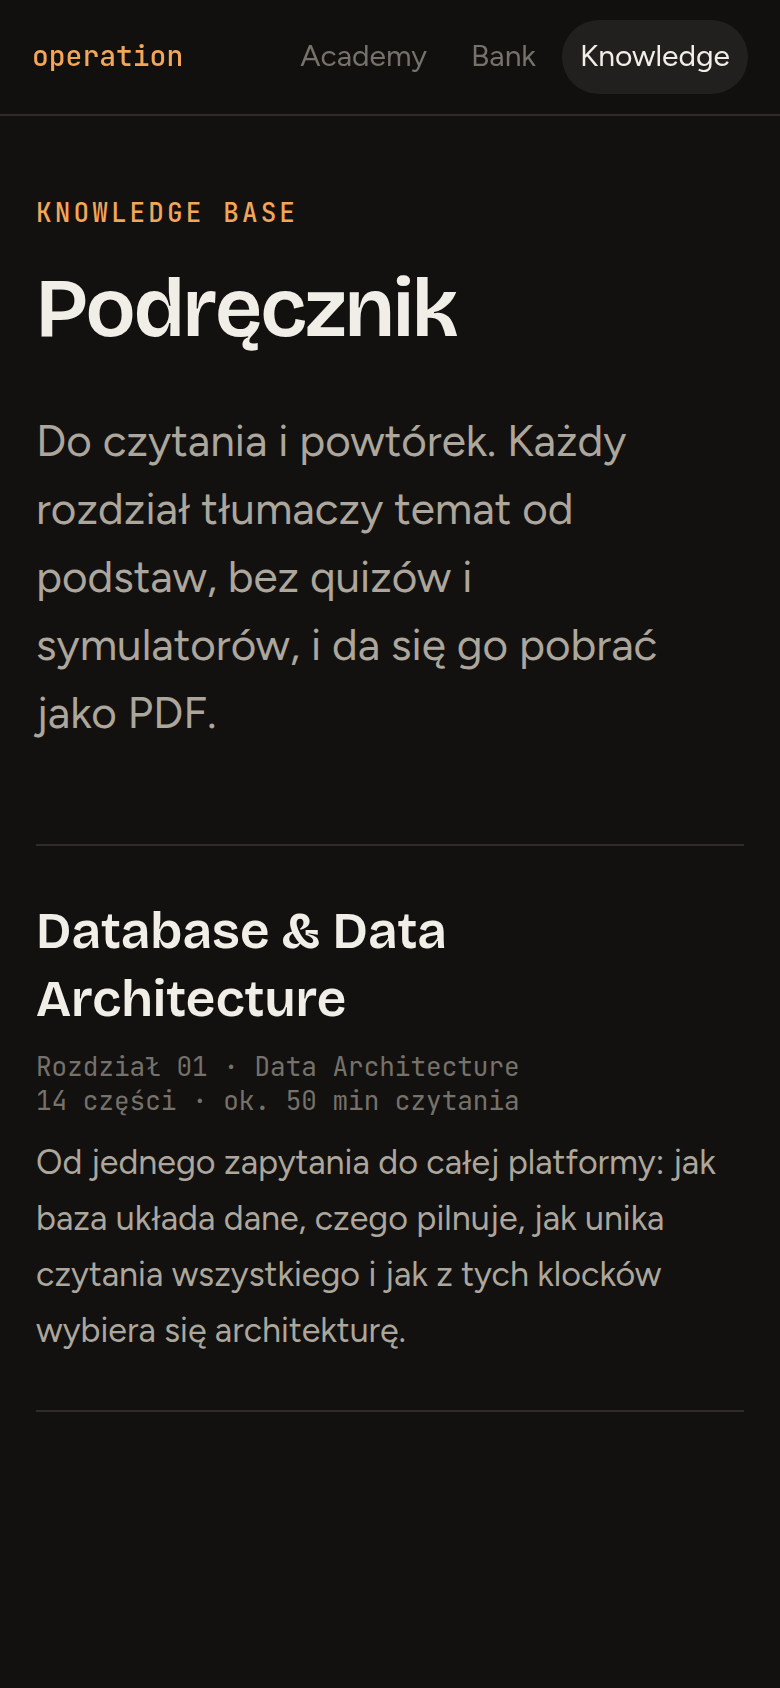 operation Academy Bank Knowledge
KNOWLEDGE BASE
Podręcznik
Do czytania i powtórek. Każdy
rozdział tłumaczy temat od
podstaw, bez quizów i
symulatorów, i da się go pobrać
jako PDF.
Database & Data
Architecture
Rozdział 01 · Data Architecture
14 części · ok. 50 min czytania
Od jednego zapytania do całej platformy: jak
baza układa dane, czego pilnuje, jak unika
czytania wszystkiego i jak z tych klocków
wybiera się architekturę.